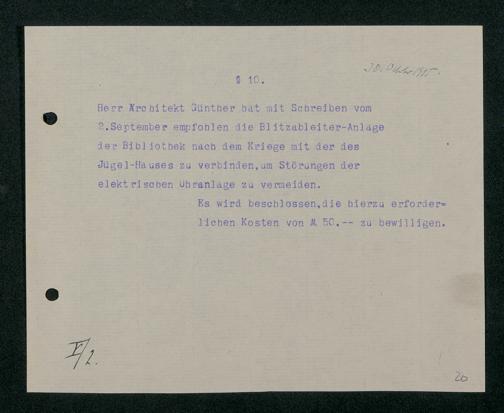 § 10.
Herr Architekt Günther hat mit Schreiben vom
2.September empfohlen die Blitzableiter-Anlage
der Bibliothek nach dem Kriege mit der des
Jügel-Hauses zu verbinden,um Störungen der
elektrischen Uhranlage zu vermeiden.
Es wird beschlossen,die hierzu erforder=
lichen Kosten von M 50.-- zu bewilligen.
V/2.
20